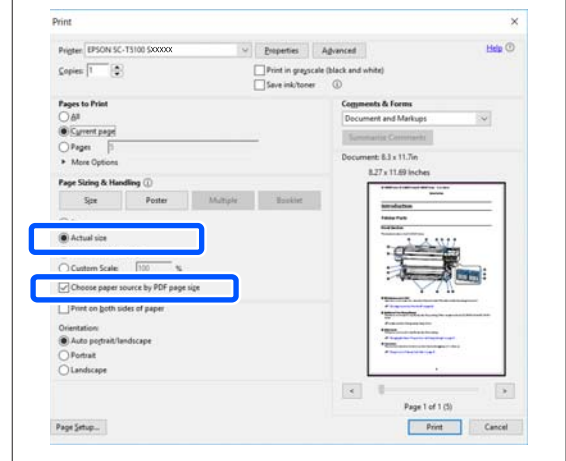 Print
Printer: EPSON SC-T5100 SXXXXX Properties Advanced Help
Copies: 1 Print in grayscale (black and white)
Save ink/toner
Pages to Print
All
Current page
Pages 5
More Options
Page Sizing & Handling
Size Poster Multiple Booklet
Actual size
Custom Scale: 100 %
Choose paper source by PDF page size
Print on both sides of paper
Orientation:
Auto portrait/landscape
Portrait
Landscape
Comments & Forms
Document and Markups
Summarize Comments
Document: 8.3 x 11.7in
8.27 x 11.69 Inches
Introduction
Printer Parts
< >
Page 1 of 1 (5)
Page Setup... Print Cancel